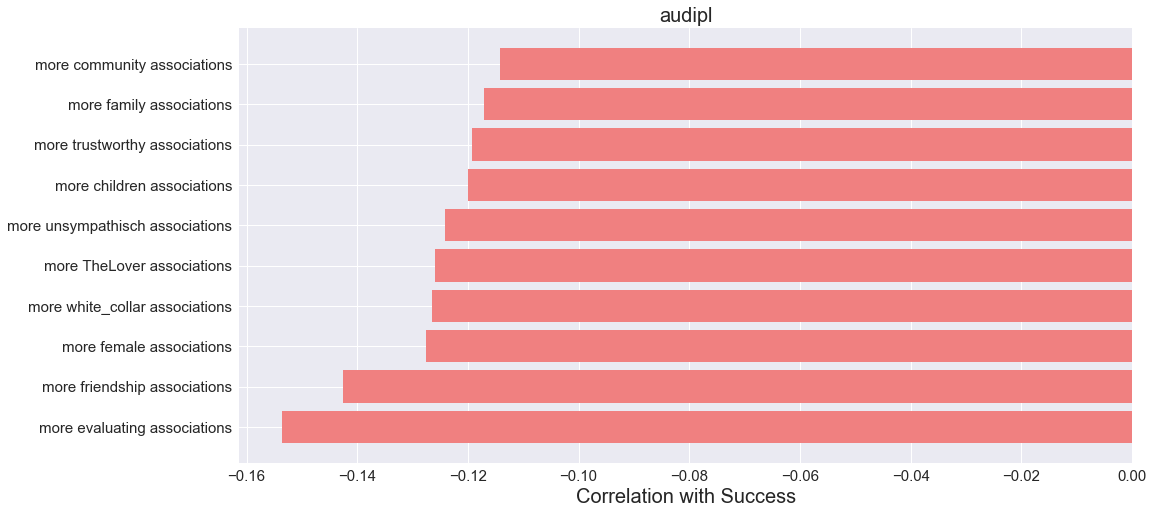 audipl
more community associations
more family associations
more trustworthy associations
more children associations
more unsympathisch associations
more TheLover associations
more white_collar associations
more female associations
more friendship associations
more evaluating associations
−0.16 −0.14 −0.12 −0.10 −0.08 −0.06 −0.04 −0.02 0.00
Correlation with Success